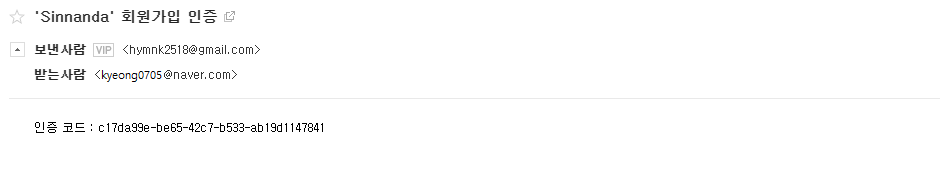 'Sinnanda' 회원가입 인증
보낸사람 VIP <hymnk2518@gmail.com>
받는사람 <kyeong0705@naver.com>
인증 코드 : c17da99e-be65-42c7-b533-ab19d1147841